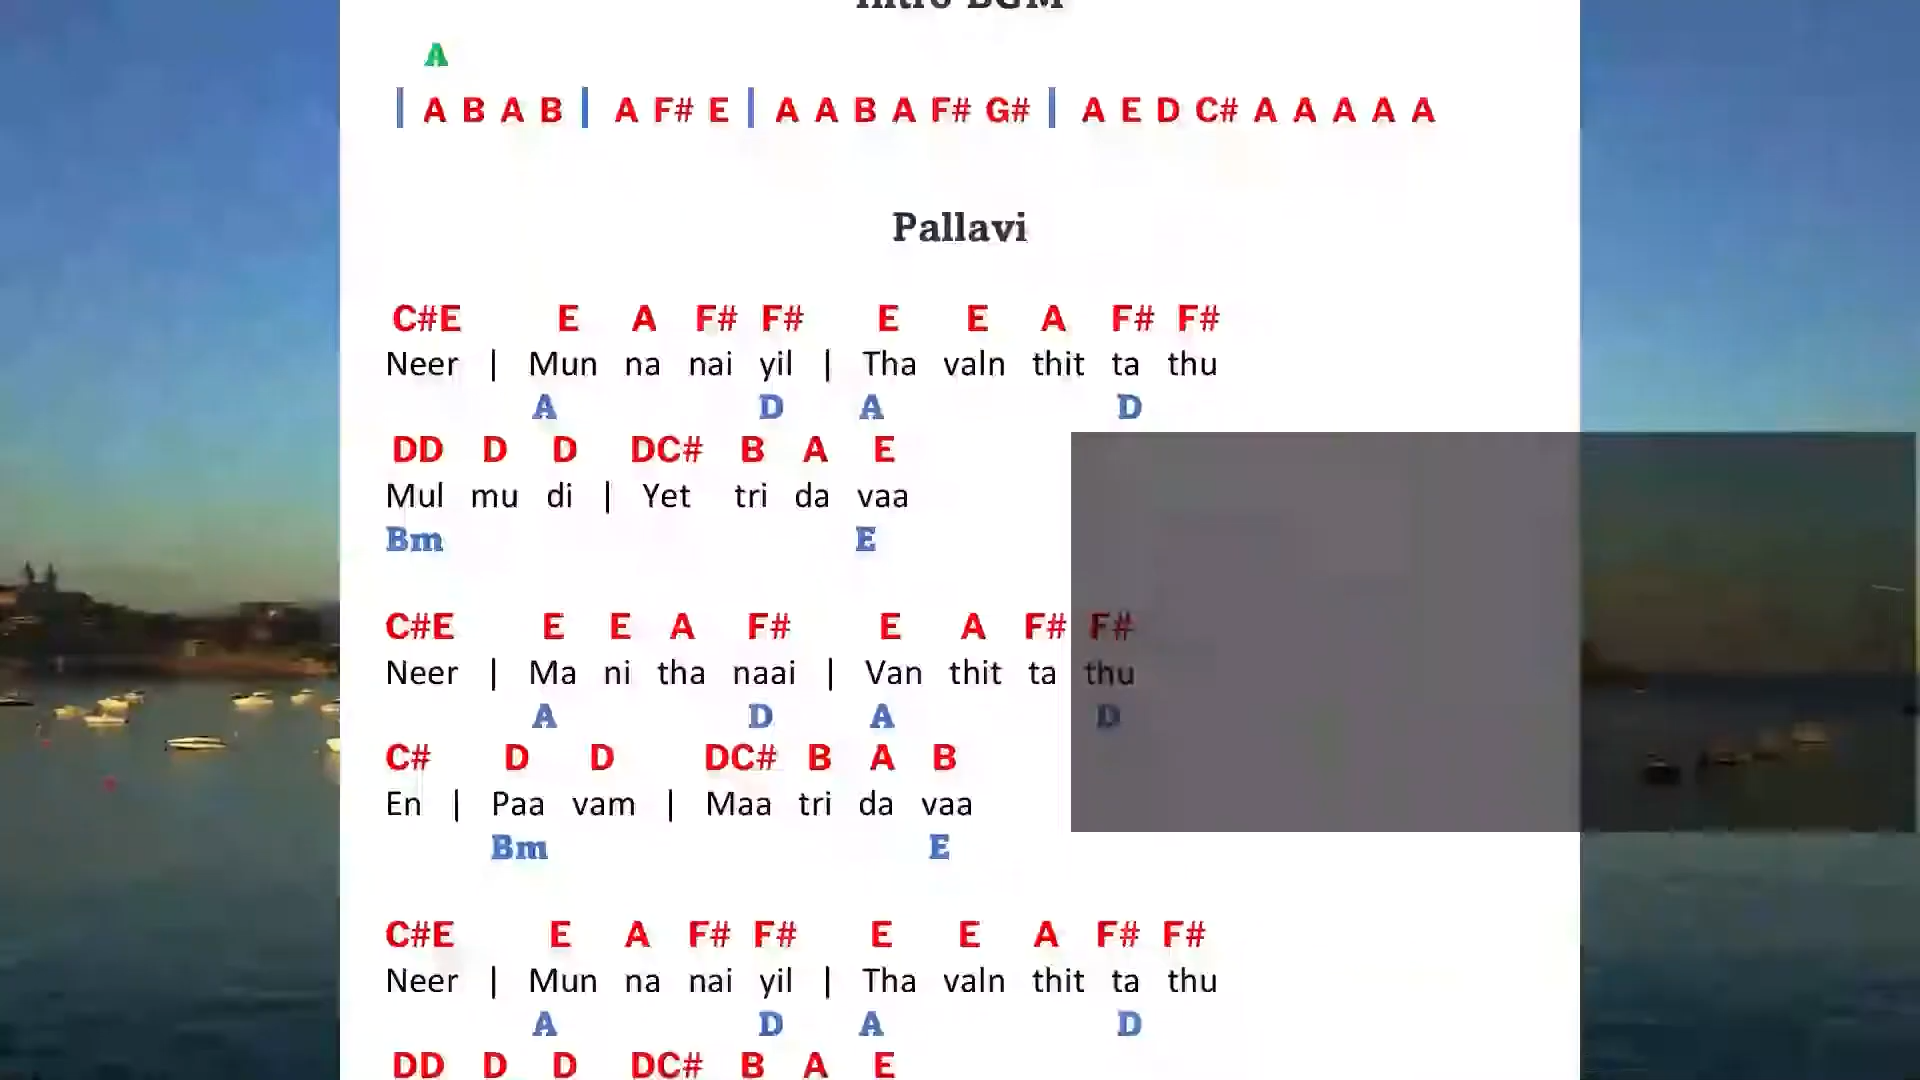 Intro BGM
A
| A B A B | A F# E | A A B A F# G# | A E D C# A A A A A
Pallavi
C#E E A F# F# E E A F# F#
Neer | Mun na nai yil | Tha valn thit ta thu
A D A D
DD D D DC# B A E
Mul mu di | Yet tri da vaa
Bm E
C#E E E A F# E A F# F#
Neer | Ma ni tha naai | Van thit ta thu
A D A D
C# D D DC# B A B
En | Paa vam | Maa tri da vaa
Bm E
C#E E A F# F# E E A F# F#
Neer | Mun na nai yil | Tha valn thit ta thu
A D A D
DD D D DC# B A E